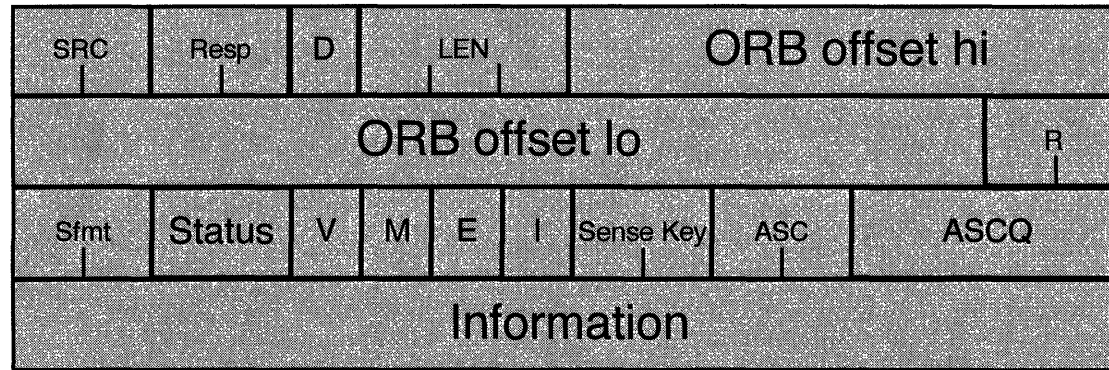 SRC Resp D LEN ORB offset hi
ORB offset lo R
Sfmt Status V M E I Sense Key ASC ASCQ
Information